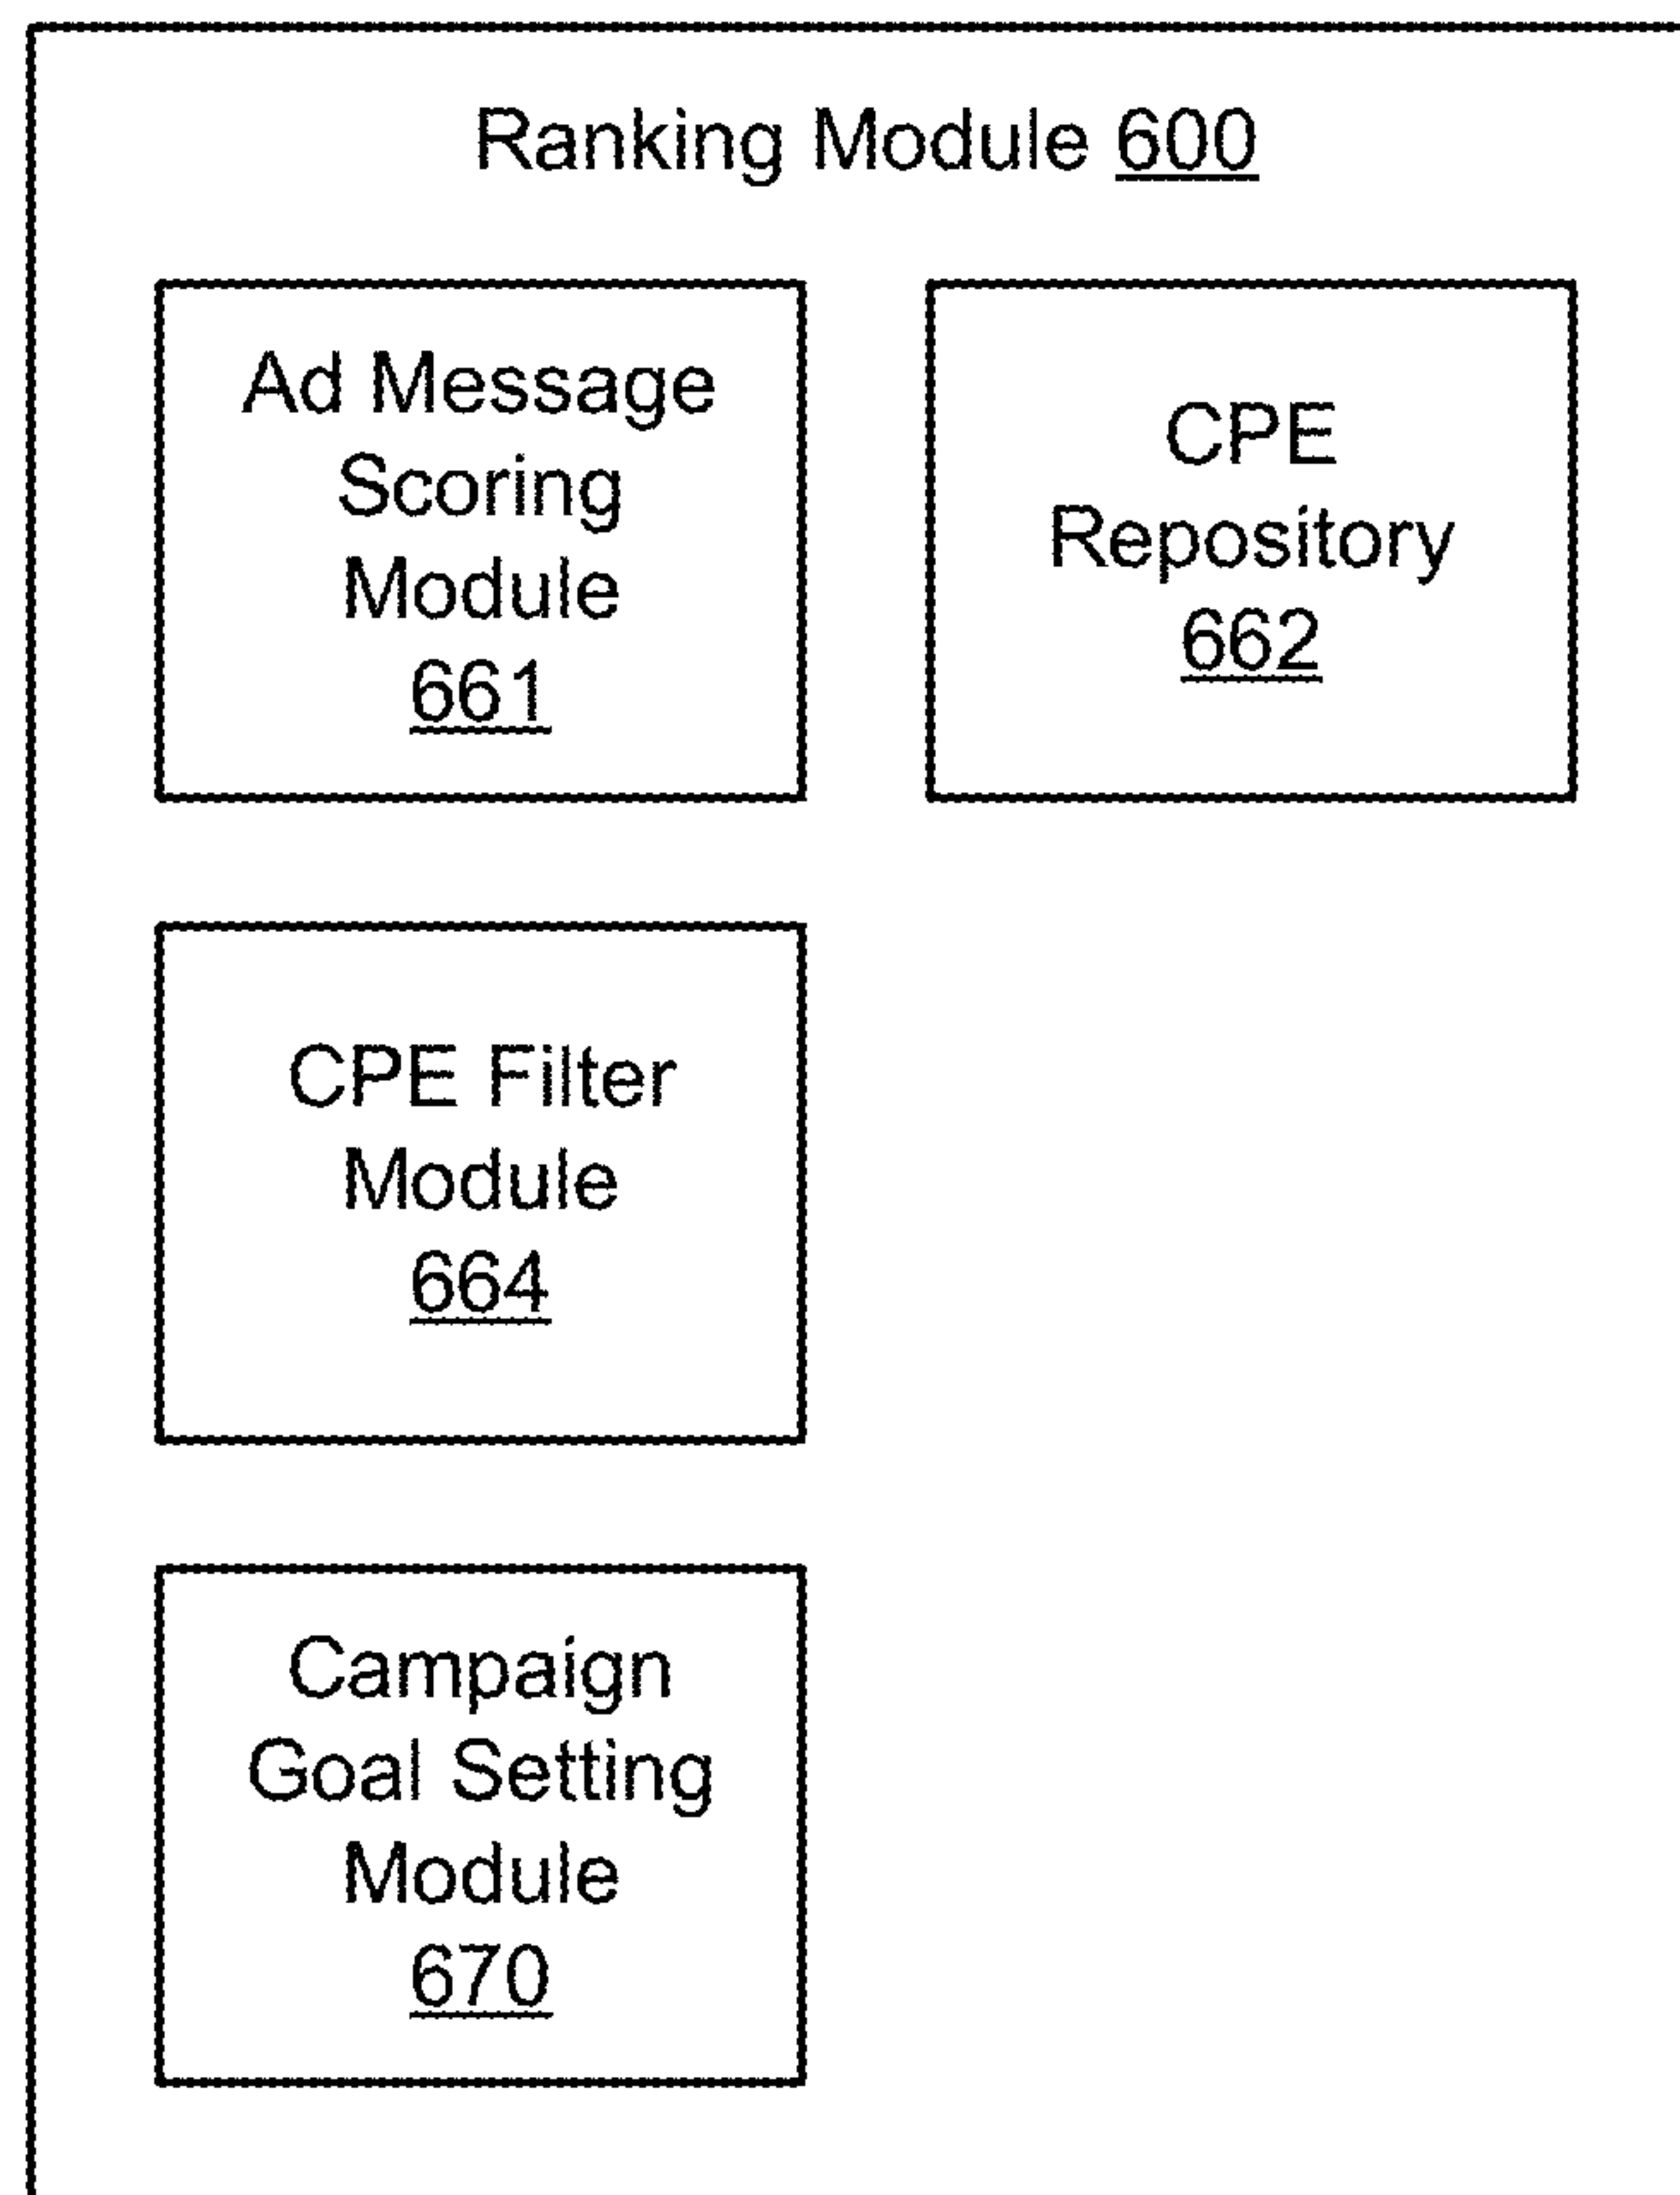 Ranking Module 600
Ad Message
Scoring
Module
661
CPE
Repository
662
CPE Filter
Module
664
Campaign
Goal Setting
Module
670